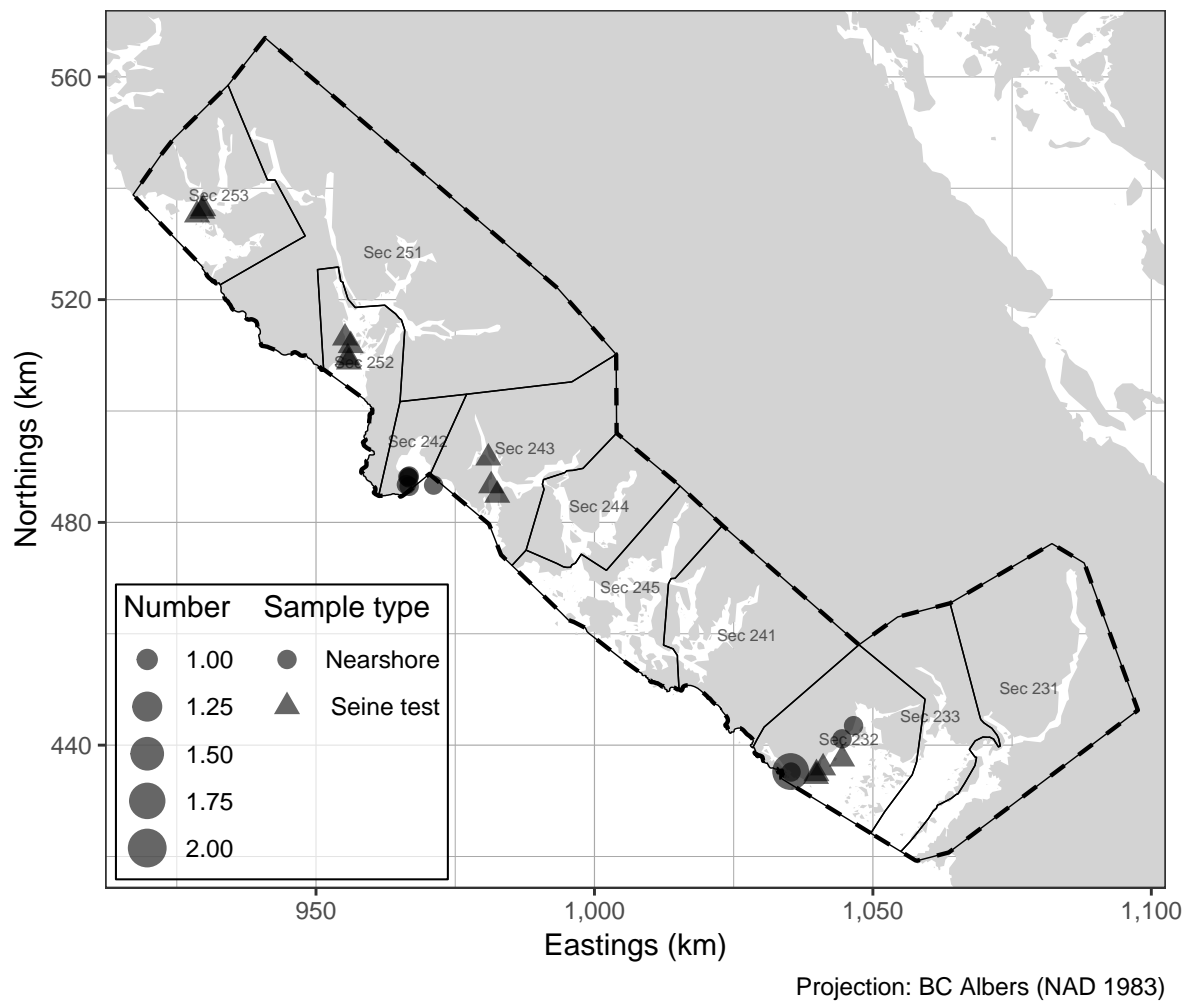 560
520
480
440
Northings (km)
Sec 253
Sec 251
Sec 252
Sec 242
Sec 243
Sec 244
Sec 245
Sec 241
Sec 231
Sec 233
Sec 232
Number
1.00
1.25
1.50
1.75
2.00
Sample type
Nearshore
Seine test
950
1,000
1,050
1,100
Eastings (km)
Projection: BC Albers (NAD 1983)